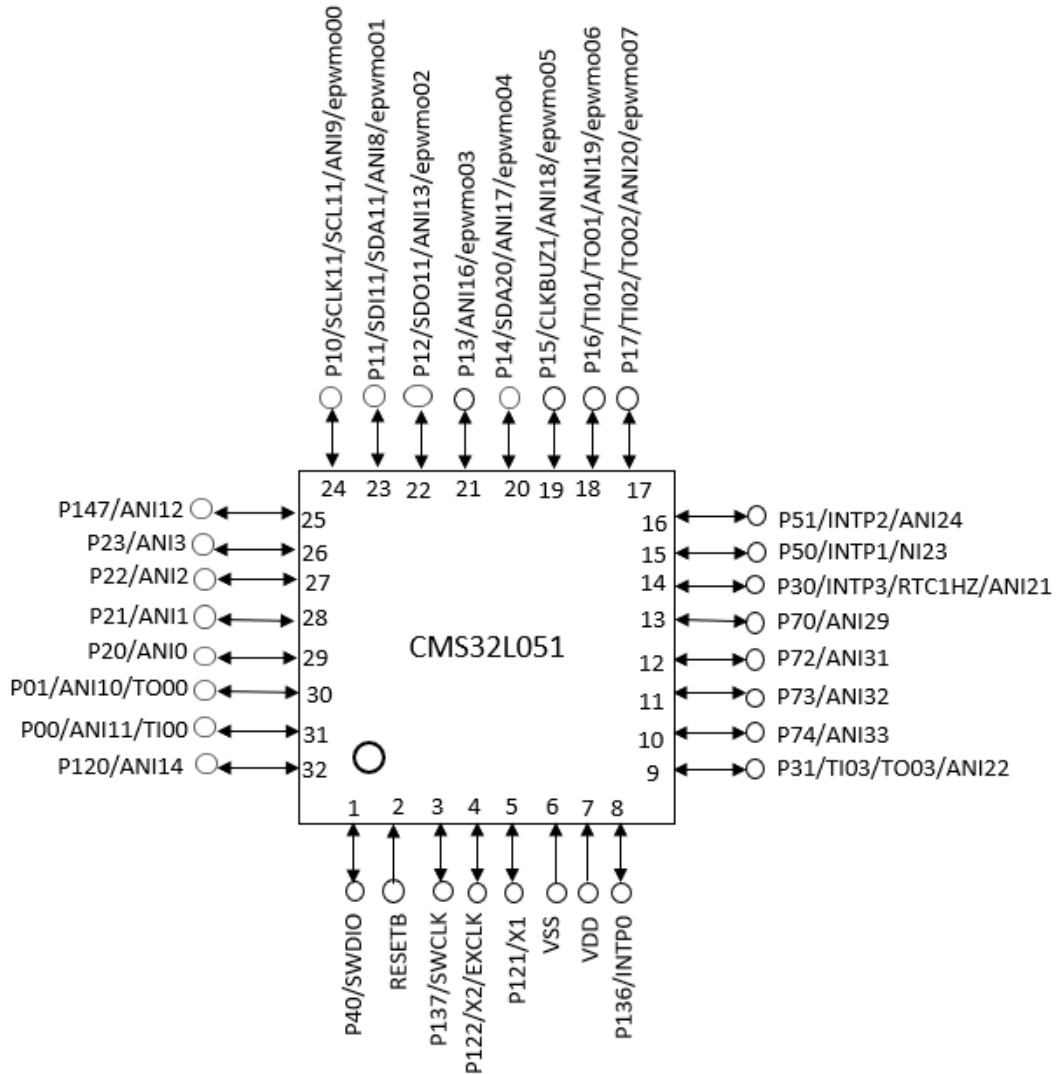 P10/SCLK11/SCL11/ANI9/epwmo00
P11/SDI11/SDA11/ANI8/epwmo01
P12/SDO11/ANI13/epwmo02
P13/ANI16/epwmo03
P14/SDA20/ANI17/epwmo04
P15/CLKBUZ1/ANI18/epwmo05
P16/TI01/TO01/ANI19/epwmo06
P17/TI02/TO02/ANI20/epwmo07
24 23 22 21 20 19 18 17
P147/ANI12 25
P23/ANI3 26
P22/ANI2 27
P21/ANI1 28
P20/ANI0 29
P01/ANI10/TO00 30
P00/ANI11/TI00 31
P120/ANI14 32
CMS32L051
16 P51/INTP2/ANI24
15 P50/INTP1/NI23
14 P30/INTP3/RTC1HZ/ANI21
13 P70/ANI29
12 P72/ANI31
11 P73/ANI32
10 P74/ANI33
9 P31/TI03/TO03/ANI22
1 2 3 4 5 6 7 8
P40/SWDIO
RESETB
P137/SWCLK
P122/X2/EXCLK
P121/X1
VSS
VDD
P136/INTP0